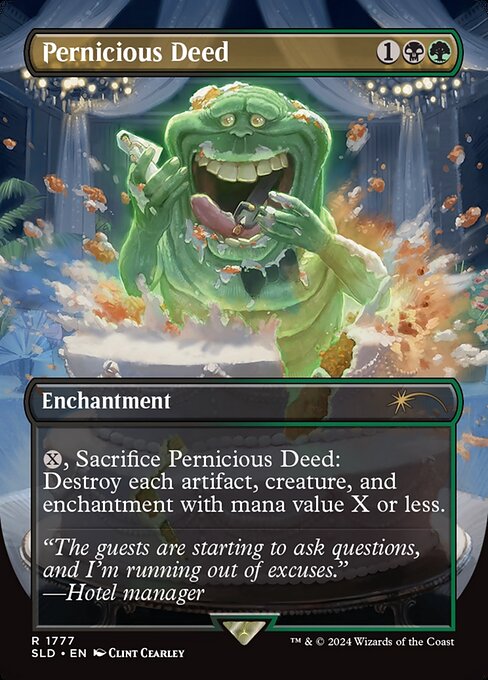 Pernicious Deed 1
Enchantment
X, Sacrifice Pernicious Deed:
Destroy each artifact, creature, and
enchantment with mana value X or less.
“The guests are starting to ask questions,
and I’m running out of excuses.”
—Hotel manager
R 1777
SLD • EN CLINT CEARLEY
™ & © 2024 Wizards of the Coast